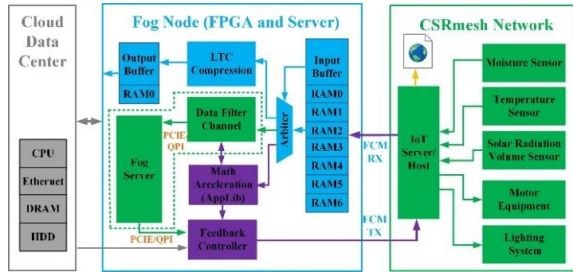 Cloud Data
Center
CPU
Ethernet
DRAM
HDD
Fog Node (FPGA and Server)
Output
Buffer
RAM0
LTC
Compression
Input
Buffer
RAM0
RAM1
RAM2
RAM3
RAM4
RAM5
RAM6
Arbiter
Data Filter
Channel
PCIE/
QPI
Fog
Server
Math
Acceleration
(AppLib)
PCIE/QPI
Feedback
Controller
FCM
RX
FCM
TX
CSRmesh Network
IoT
Server/
Host
Moisture Sensor
Temperature
Sensor
Solar Radiation
Volume Sensor
Motor
Equipment
Lighting
System